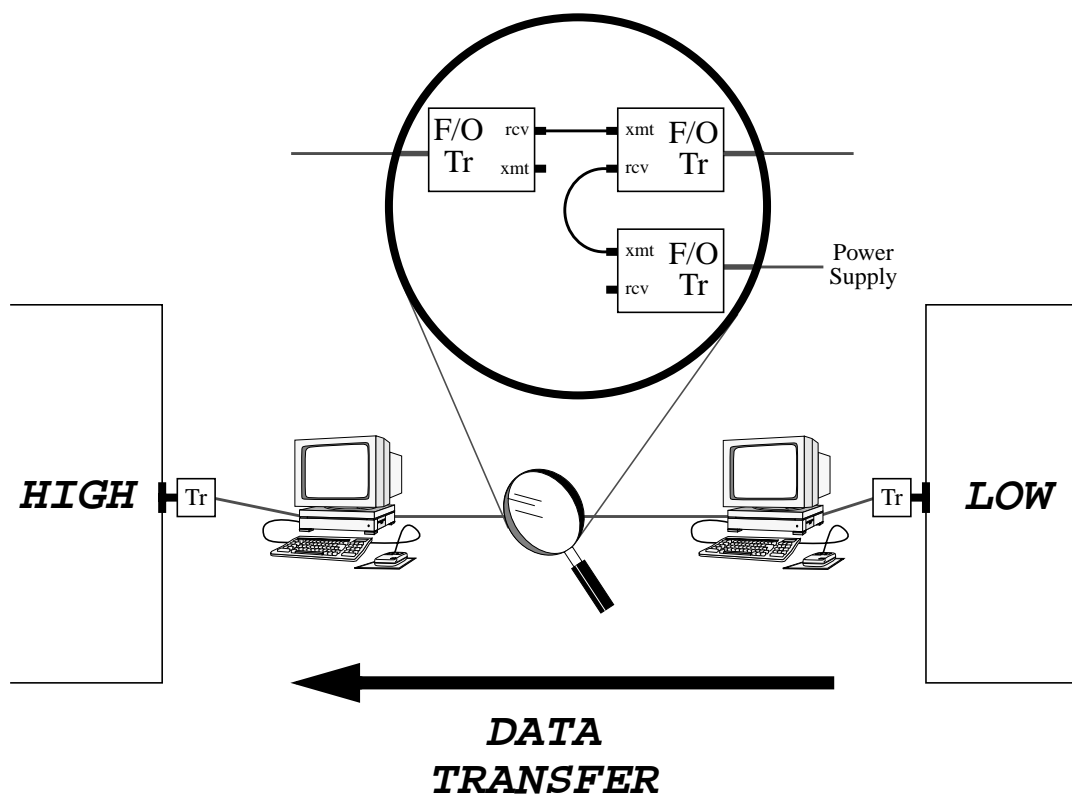 F/O
Tr
rcv
xmt
xmt
rcv
F/O
Tr
xmt
rcv
F/O
Tr
Power
Supply
HIGH
Tr
Tr
LOW
DATA
TRANSFER